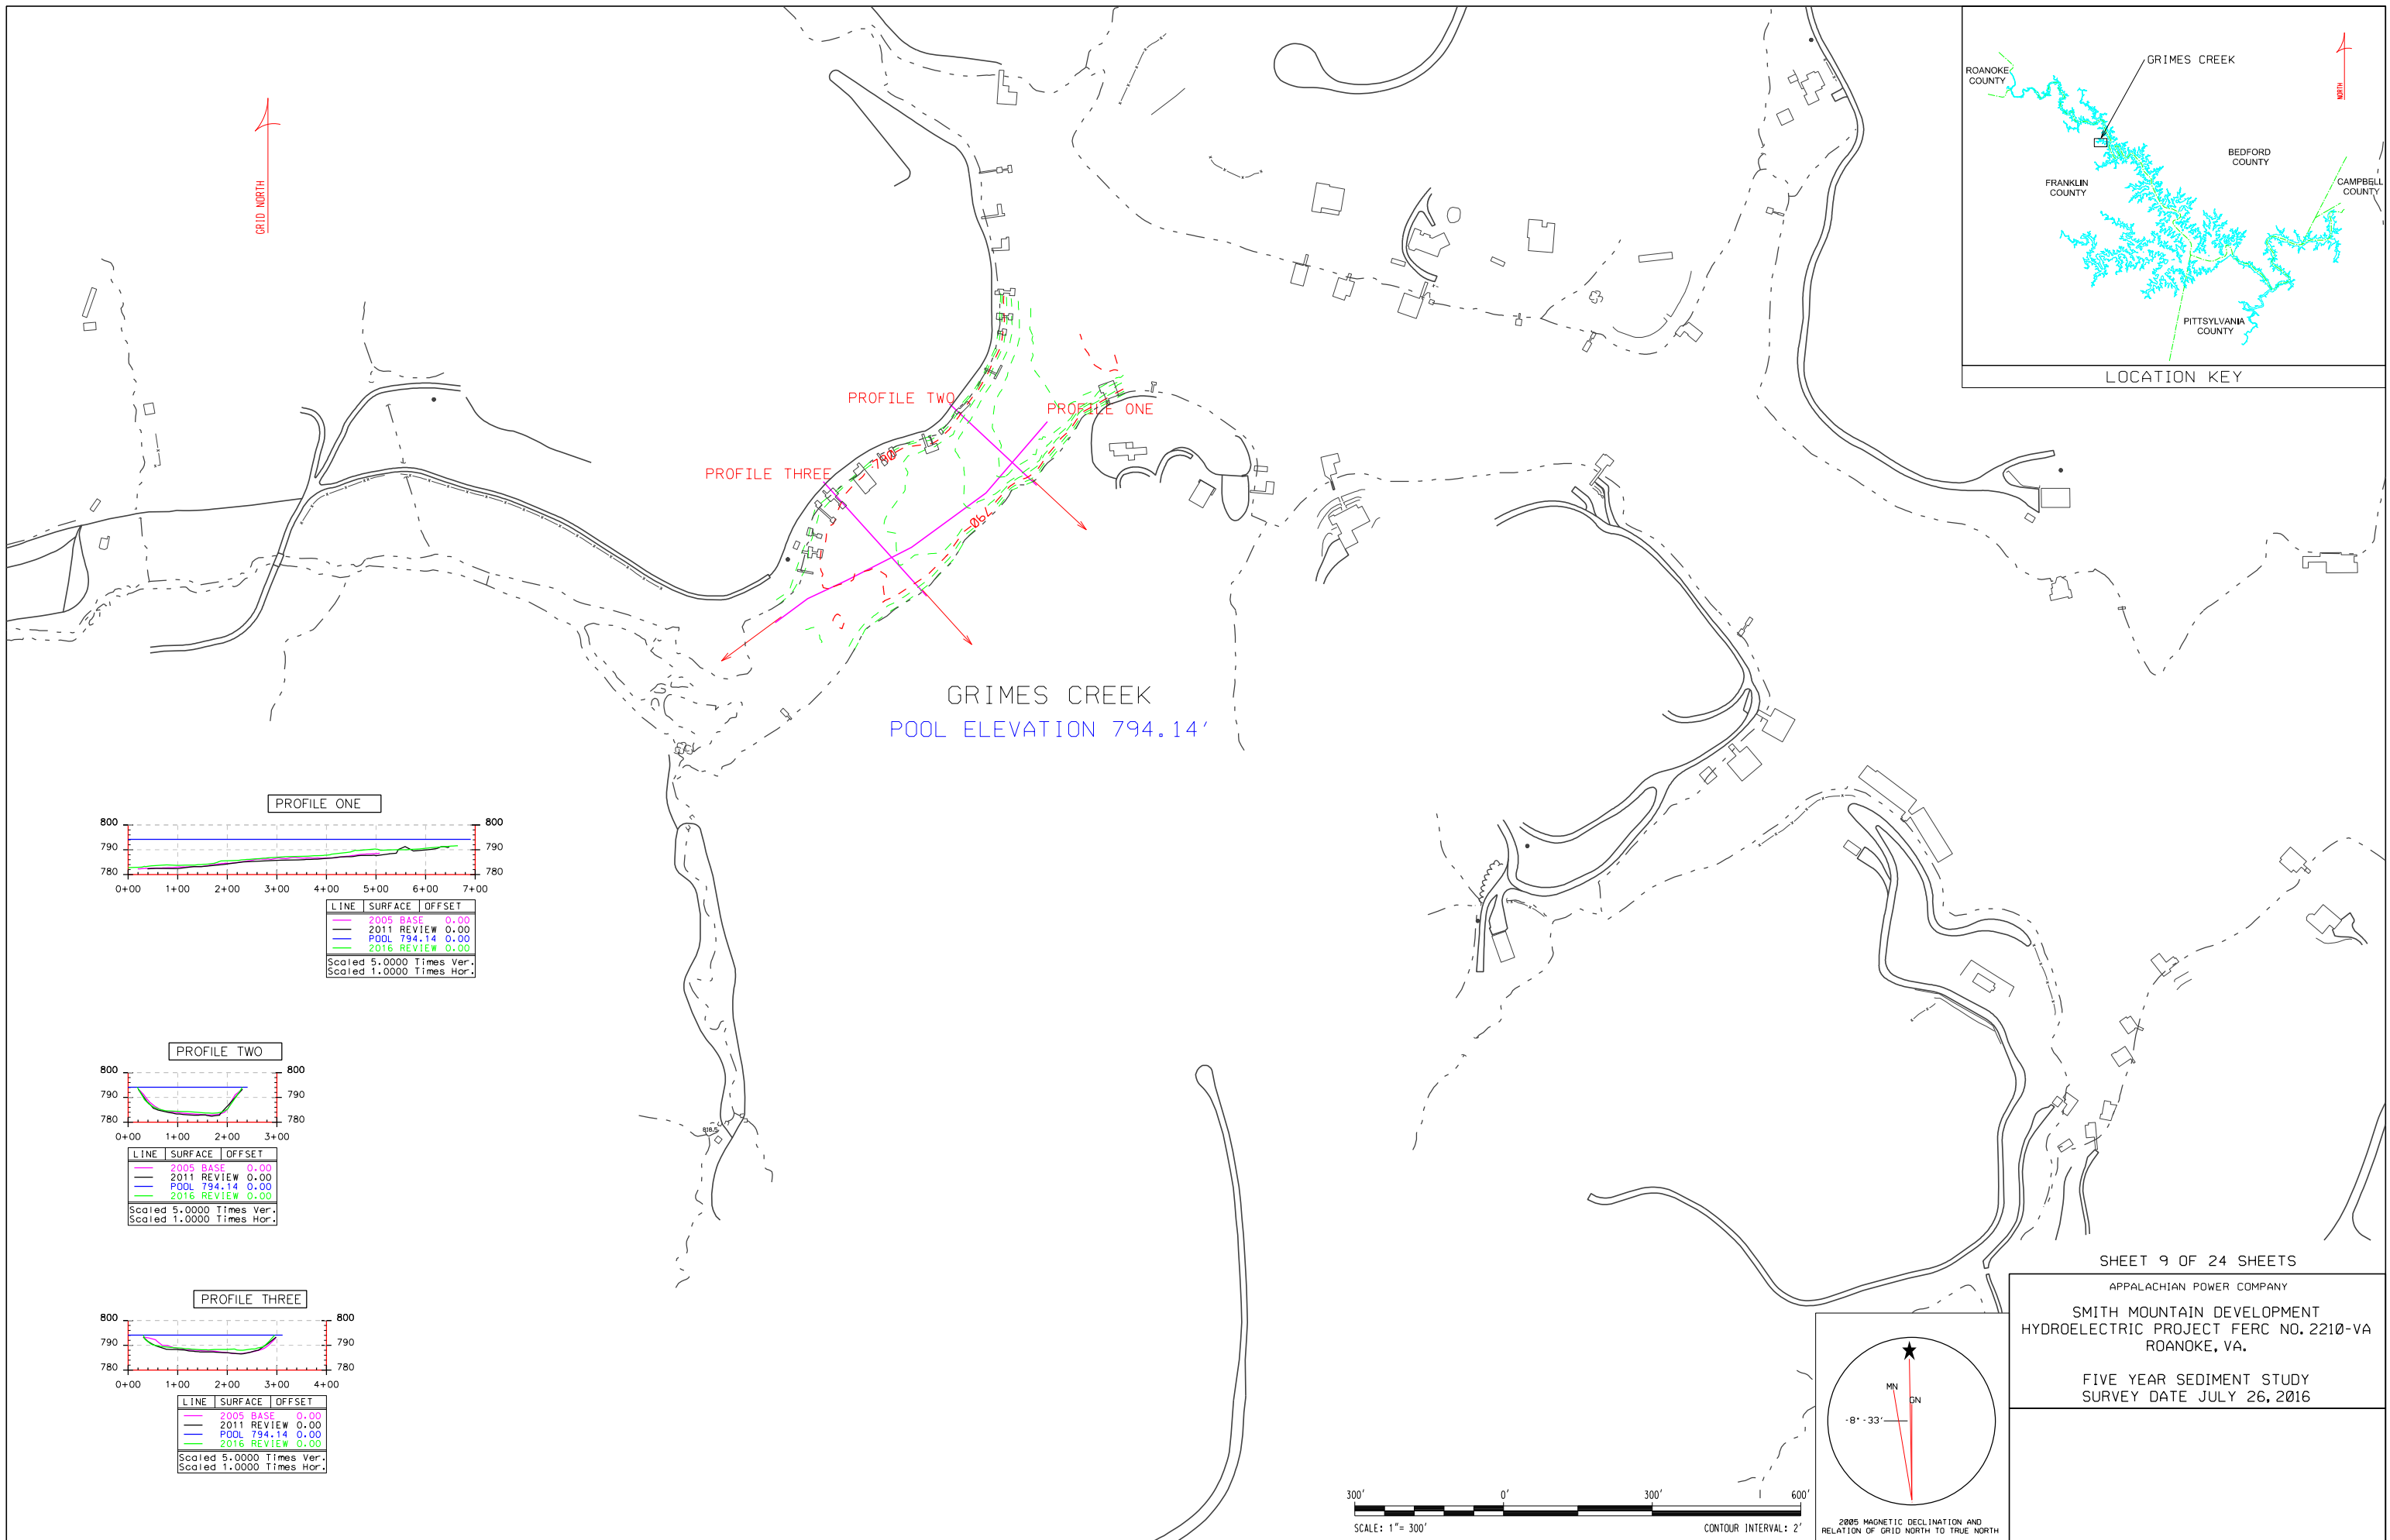 GRID NORTH
GRIMES CREEK
NORTH
ROANOKE
COUNTY
BEDFORD
COUNTY
FRANKLIN
COUNTY
CAMPBELL
COUNTY
PITTSYLVANIA
COUNTY
LOCATION KEY
PROFILE TWO
PROFILE ONE
PROFILE THREE
790
790
GRIMES CREEK
POOL ELEVATION 794.14'
PROFILE ONE
800 800
790 790
780 780
0+00 1+00 2+00 3+00 4+00 5+00 6+00 7+00
LINE SURFACE OFFSET
2005 BASE 0.00
2011 REVIEW 0.00
POOL 794.14 0.00
2016 REVIEW 0.00
Scaled 5.0000 Times Ver.
Scaled 1.0000 Times Hor.
PROFILE TWO
800 800
790 790
780 780
0+00 1+00 2+00 3+00
LINE SURFACE OFFSET
2005 BASE 0.00
2011 REVIEW 0.00
POOL 794.14 0.00
2016 REVIEW 0.00
Scaled 5.0000 Times Ver.
Scaled 1.0000 Times Hor.
PROFILE THREE
800 800
790 790
780 780
0+00 1+00 2+00 3+00 4+00
LINE SURFACE OFFSET
2005 BASE 0.00
2011 REVIEW 0.00
POOL 794.14 0.00
2016 REVIEW 0.00
Scaled 5.0000 Times Ver.
Scaled 1.0000 Times Hor.
300' 0' 300' 600'
SCALE: 1"= 300' CONTOUR INTERVAL: 2'
MN
GN
-8°-33'
2005 MAGNETIC DECLINATION AND
RELATION OF GRID NORTH TO TRUE NORTH
SHEET 9 OF 24 SHEETS
APPALACHIAN POWER COMPANY
SMITH MOUNTAIN DEVELOPMENT
HYDROELECTRIC PROJECT FERC NO. 2210-VA
ROANOKE, VA.
FIVE YEAR SEDIMENT STUDY
SURVEY DATE JULY 26, 2016